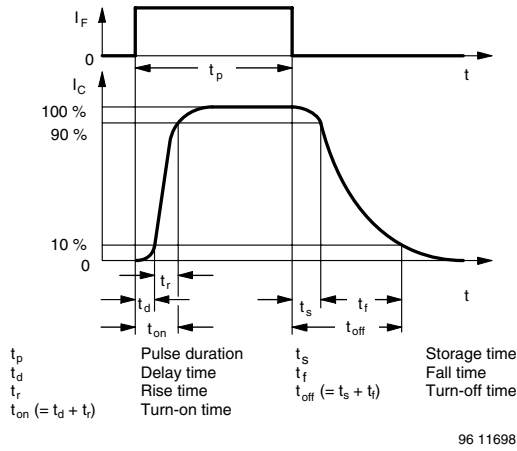 I_F
0
t_p
t
I_C
100 %
90 %
10 %
0
t_r
t_d
t_s
t_f
t
t_on
t_off
t_p Pulse duration t_s Storage time
t_d Delay time t_f Fall time
t_r Rise time t_off (= t_s + t_f) Turn-off time
t_on (= t_d + t_r) Turn-on time
96 11698